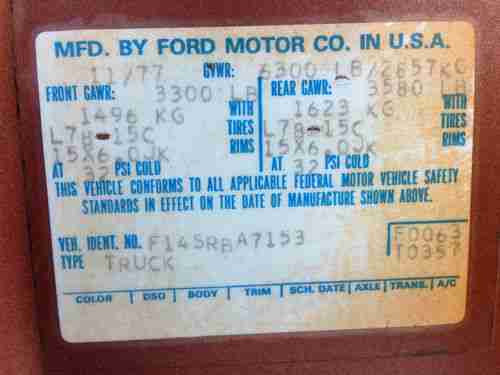 MFD. BY FORD MOTOR CO. IN U.S.A.
11/77 GVWR: 6300 LB/2857KG
FRONT GAWR: 3300 LB REAR GAWR: 3580 LB
1496 KG WITH 1623 KG WITH
L78-15C TIRES L78-15C TIRES
15X6.0JK RIMS 15X6.0JK RIMS
AT 32 PSI COLD AT 32 PSI COLD
THIS VEHICLE CONFORMS TO ALL APPLICABLE FEDERAL MOTOR VEHICLE SAFETY
STANDARDS IN EFFECT ON THE DATE OF MANUFACTURE SHOWN ABOVE.
VEH. IDENT. NO. F14SRBA7153 F0063
TYPE TRUCK T0357
COLOR DSO BODY TRIM SCH. DATE AXLE TRANS. A/C